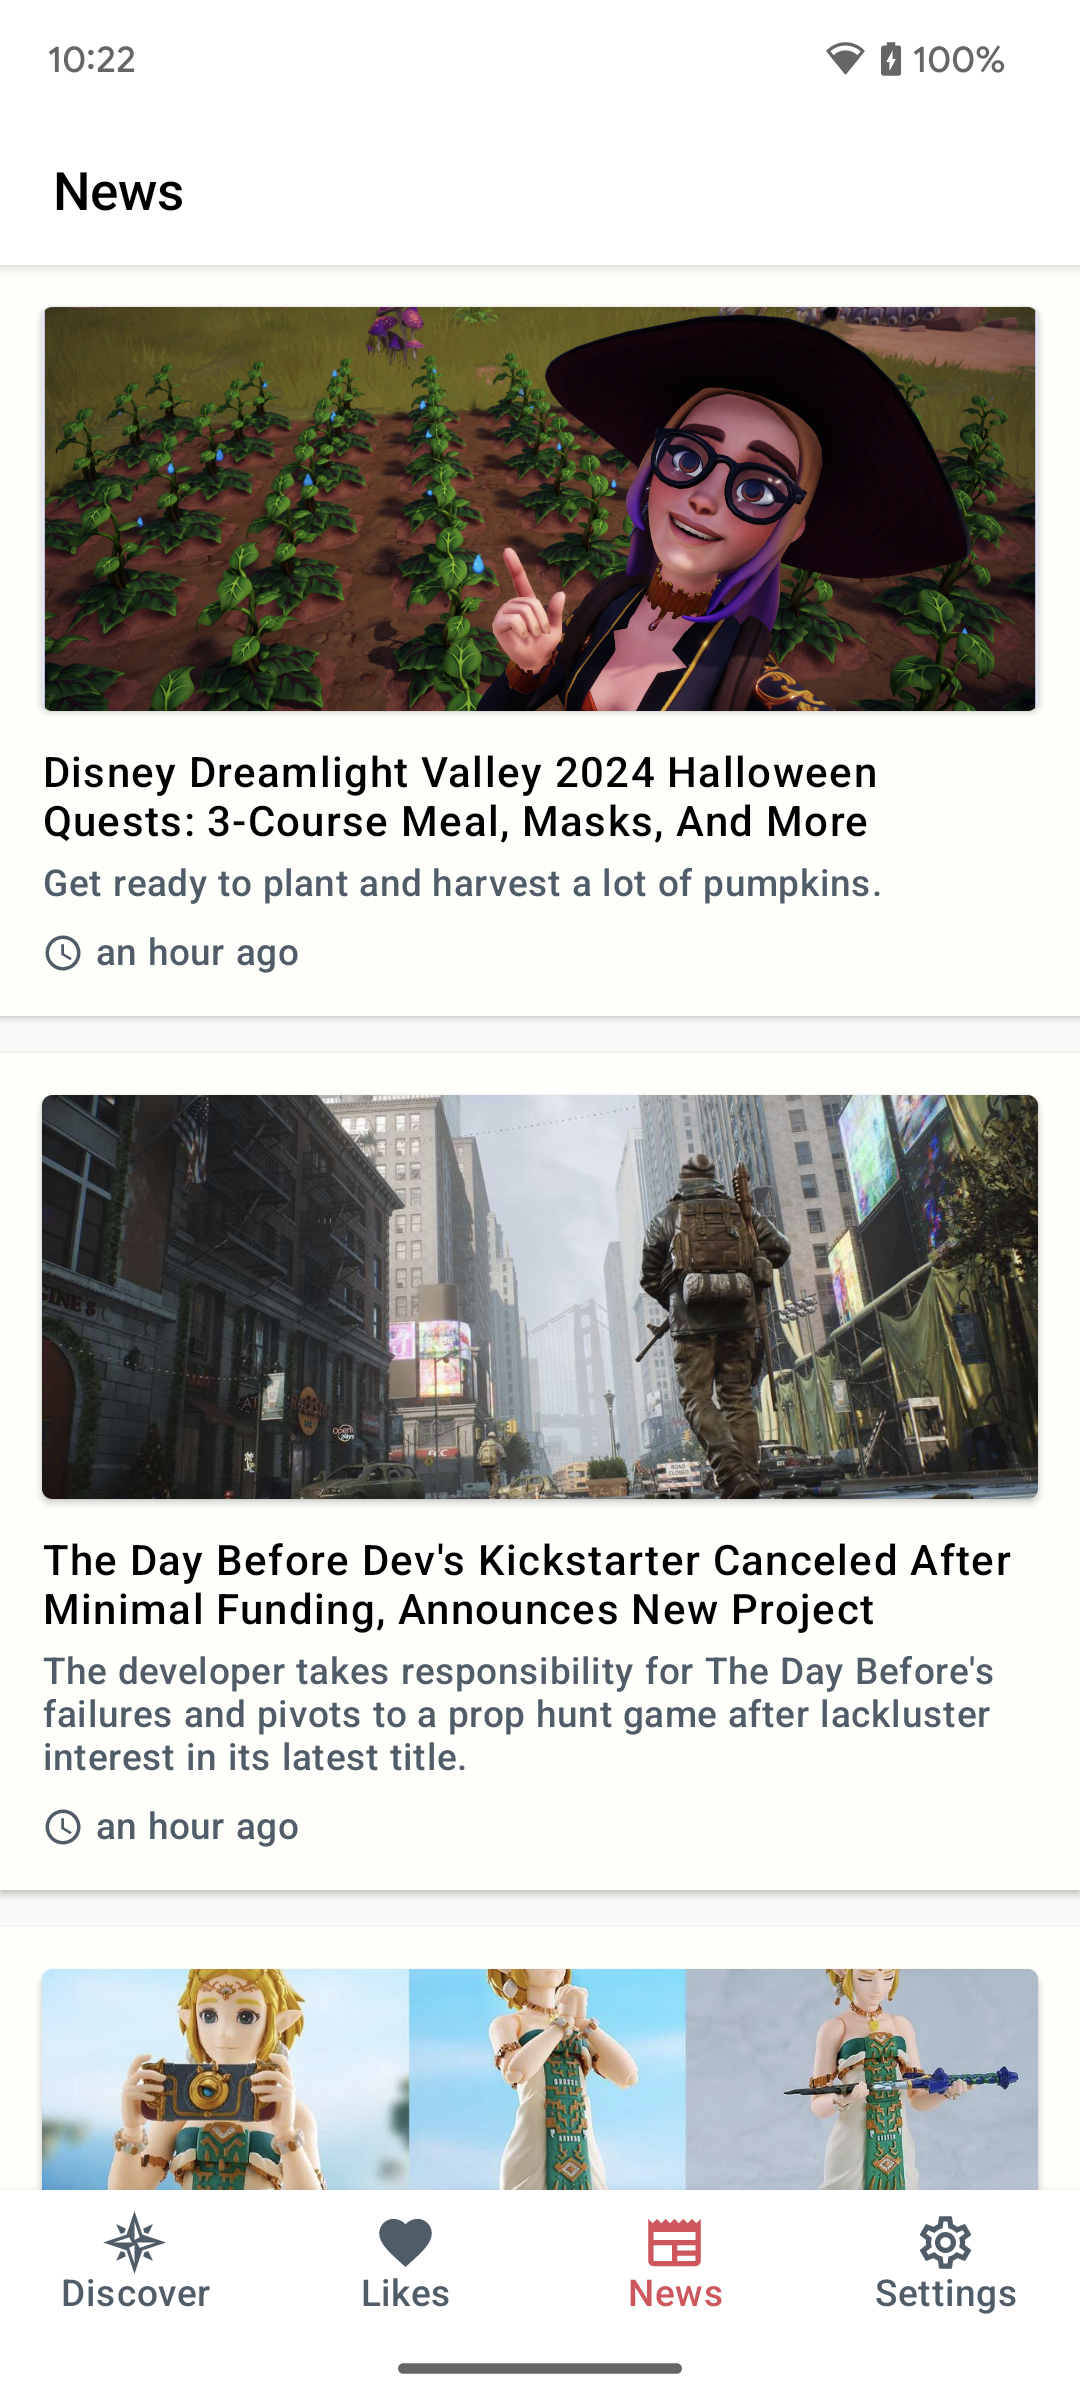 10:22
100%
News
Disney Dreamlight Valley 2024 Halloween
Quests: 3-Course Meal, Masks, And More
Get ready to plant and harvest a lot of pumpkins.
an hour ago
ROAD
CLOSED
The Day Before Dev's Kickstarter Canceled After
Minimal Funding, Announces New Project
The developer takes responsibility for The Day Before's
failures and pivots to a prop hunt game after lackluster
interest in its latest title.
an hour ago
Discover
Likes
News
Settings